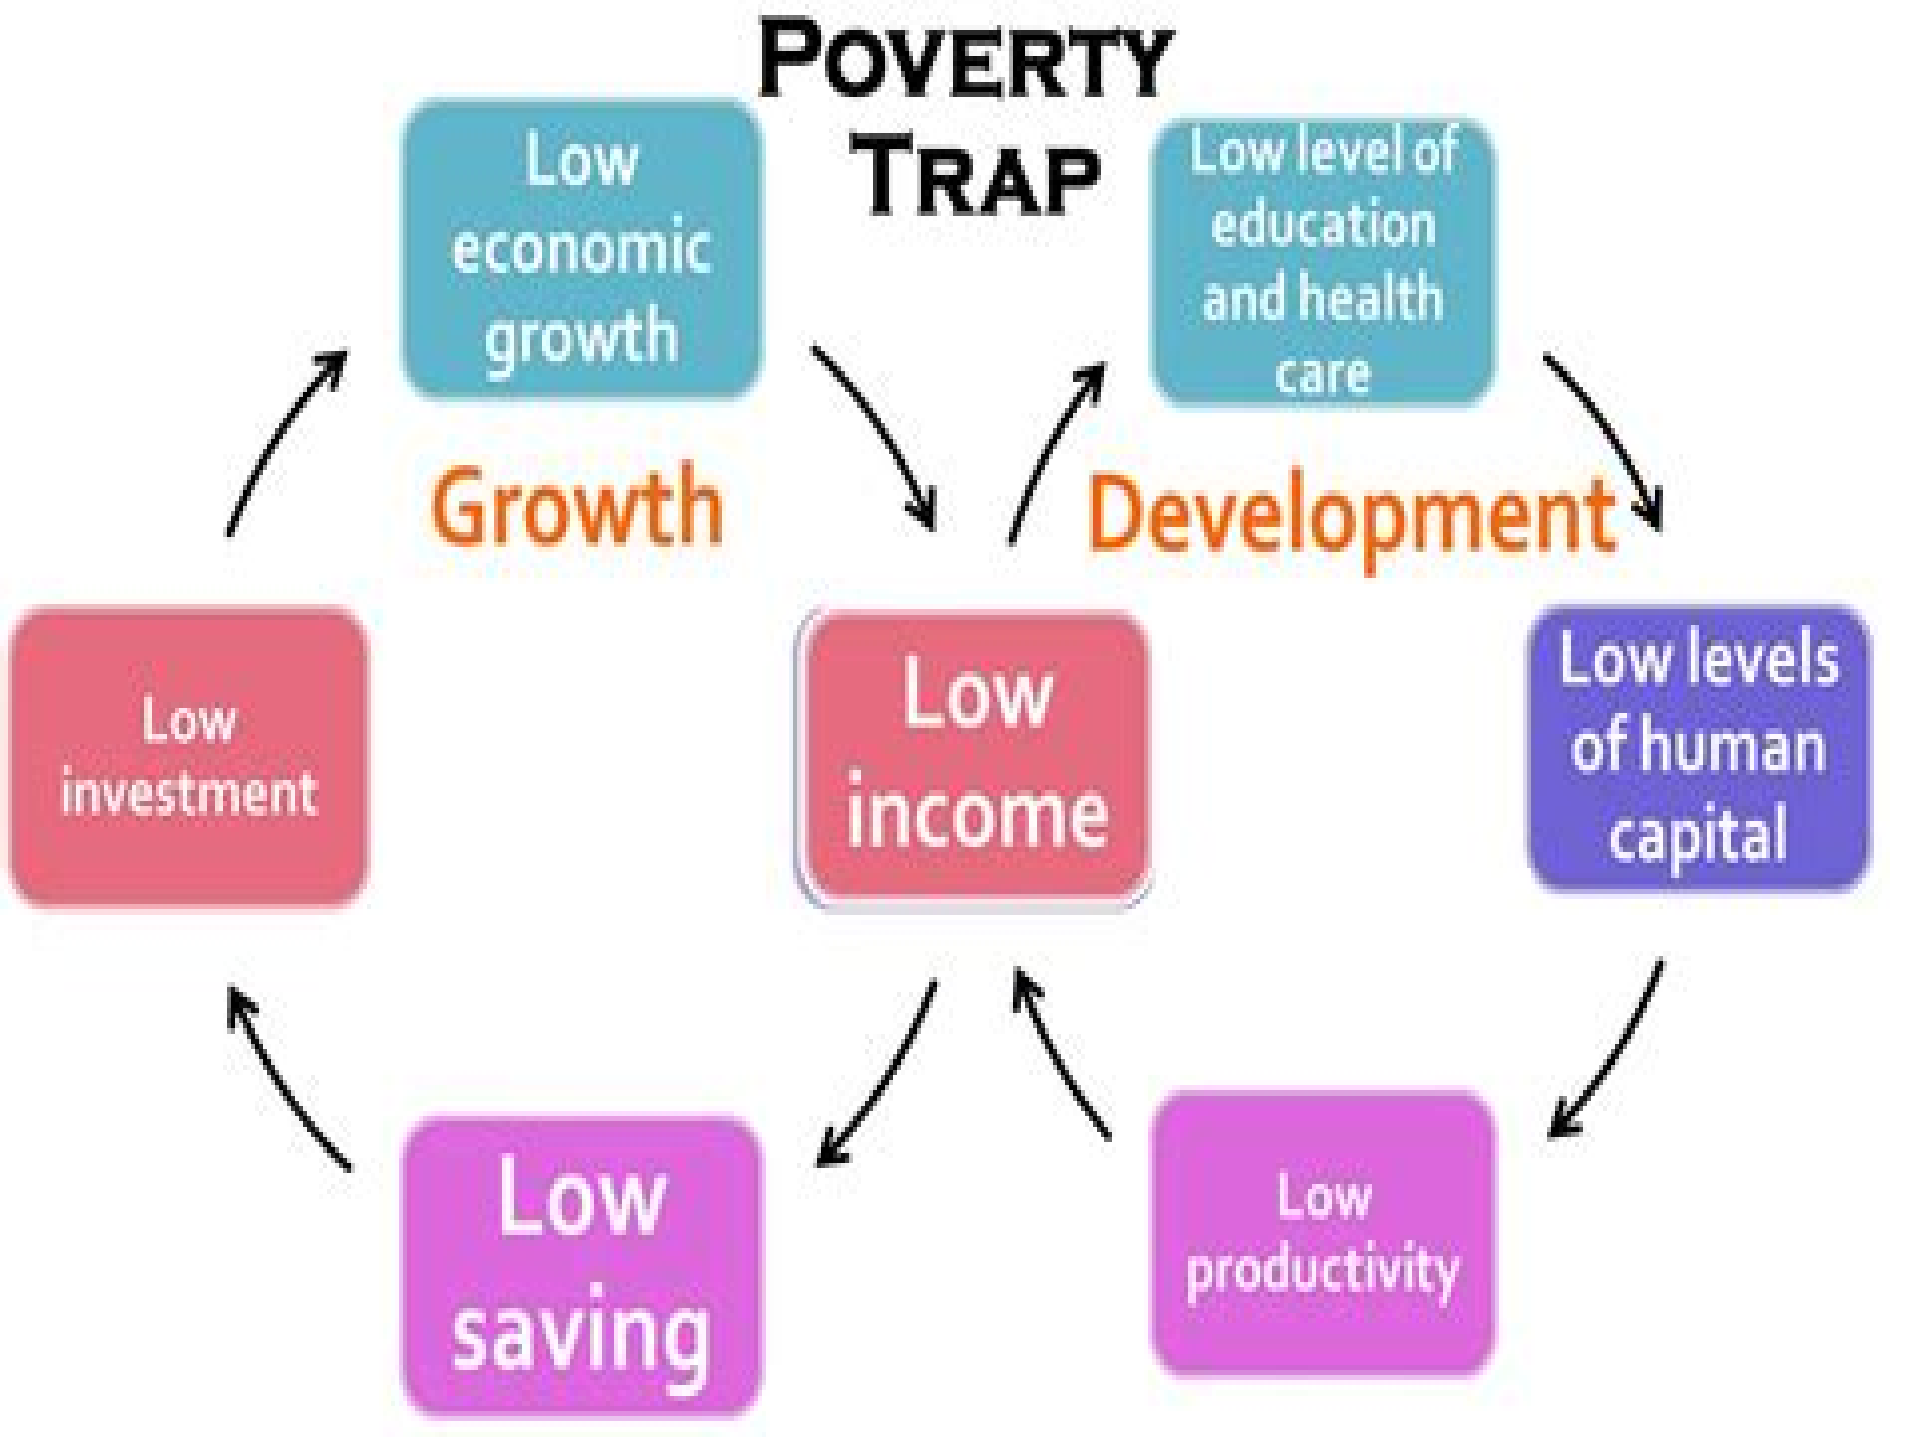 POVERTY
TRAP
Low
economic
growth
Low level of
education
and health
care
Growth
Development
Low
investment
Low
income
Low levels
of human
capital
Low
saving
Low
productivity